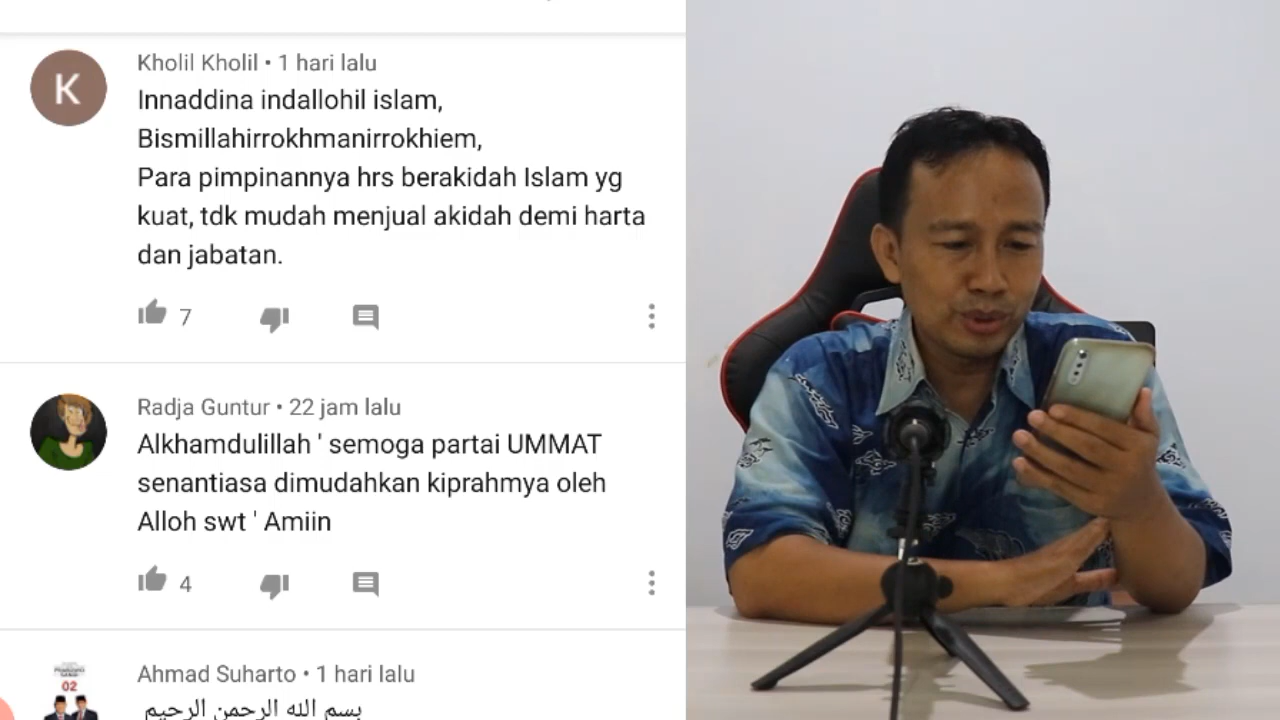 Kholil Kholil • 1 hari lalu
Innaddina indallohil islam,
Bismillahirrokhmanirrokhiem,
Para pimpinannya hrs berakidah Islam yg
kuat, tdk mudah menjual akidah demi harta
dan jabatan.
7
K
Radja Guntur • 22 jam lalu
Alkhamdulillah ' semoga partai UMMAT
senantiasa dimudahkan kiprahmya oleh
Alloh swt ' Amiin
4
Ahmad Suharto • 1 hari lalu
بسم الله الرحمن الرحيم
02